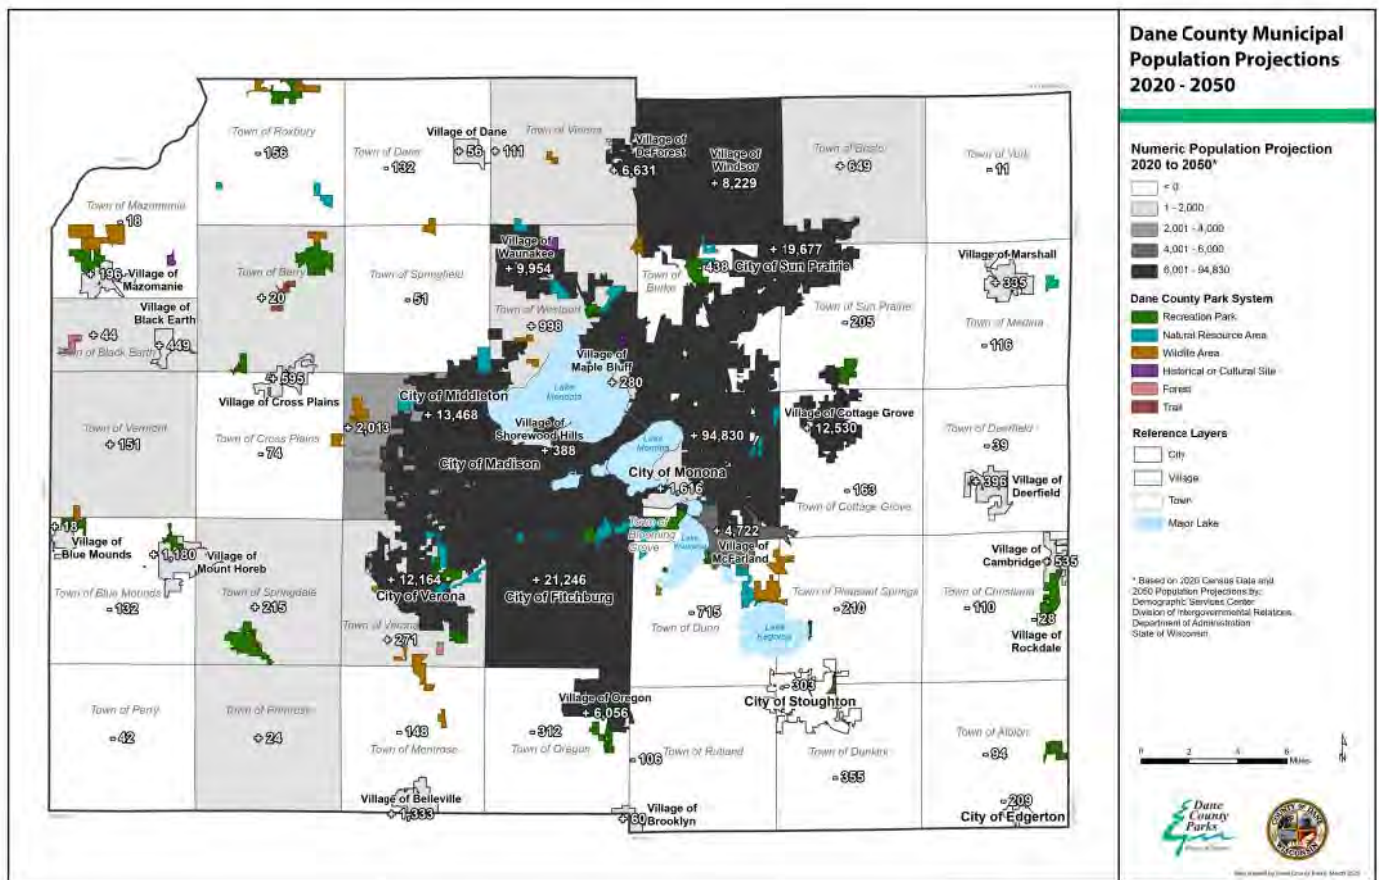 Dane County Municipal
Population Projections
2020 - 2050
Numeric Population Projection
2020 to 2050*
< 0
1 - 2,000
2,001 - 4,000
4,001 - 6,000
6,001 - 94,830
Dane County Park System
Recreation Park
Natural Resource Area
Wildlife Area
Historical or Cultural Site
Forest
Trail
Reference Layers
City
Village
Town
Major Lake
* Based on 2020 Census Data and
2050 Population Projections by:
Demographic Services Center
Division of Intergovernmental Relations
Department of Administration
State of Wisconsin
0 2 4 6
Miles
N
Dane
County
Parks
COUNTY OF DANE
WISCONSIN
Town of Roxbury
- 156
Town of Dane
- 132
Village of Dane
+ 56
+ 111
Town of Vienna
Village of
DeForest
+ 6,631
Village of
Windsor
+ 8,229
Town of Bristol
+ 649
Town of York
- 11
Town of Mazomanie
- 18
+ 196
Village of
Mazomanie
Town of Berry
+ 20
Town of Springfield
- 51
Village of
Waunakee
+ 9,954
Town of Westport
+ 998
Town of
Burke
- 438
+ 19,677
City of Sun Prairie
Town of Sun Prairie
- 205
Village of Marshall
+ 335
Town of Medina
- 116
Village of
Black Earth
+ 449
+ 44
Town of Black Earth
+ 595
Village of Cross Plains
Town of Cross Plains
- 74
Town of Vermont
+ 151
+ 2,013
City of Middleton
+ 13,468
Lake
Mendota
Village of
Maple Bluff
+ 280
Village of
Shorewood Hills
+ 388
City of Madison
+ 94,830
Lake
Monona
City of Monona
+ 1,616
Village of Cottage Grove
+ 12,530
- 163
Town of Cottage Grove
Town of Deerfield
- 39
+ 396
Village of
Deerfield
+ 18
Village of
Blue Mounds
+ 1,180
Village of
Mount Horeb
Town of Blue Mounds
- 132
Town of Springdale
+ 215
+ 12,164
City of Verona
Town of Verona
+ 271
+ 21,246
City of Fitchburg
Town of
Blooming
Grove
Lake
Waubesa
+ 4,722
Village of
McFarland
- 715
Town of Dunn
Lake
Kegonsa
Town of Pleasant Springs
- 210
Town of Christiana
- 110
Village of
Cambridge
+ 535
- 28
Village of
Rockdale
Town of Perry
- 42
Town of Primrose
+ 24
- 148
Town of Montrose
Village of Belleville
+ 1,333
- 312
Town of Oregon
Village of Oregon
+ 6,056
- 106
Town of Rutland
+ 60
Village of
Brooklyn
- 303
City of Stoughton
Town of Dunkirk
- 355
Town of Albion
- 94
- 209
City of Edgerton